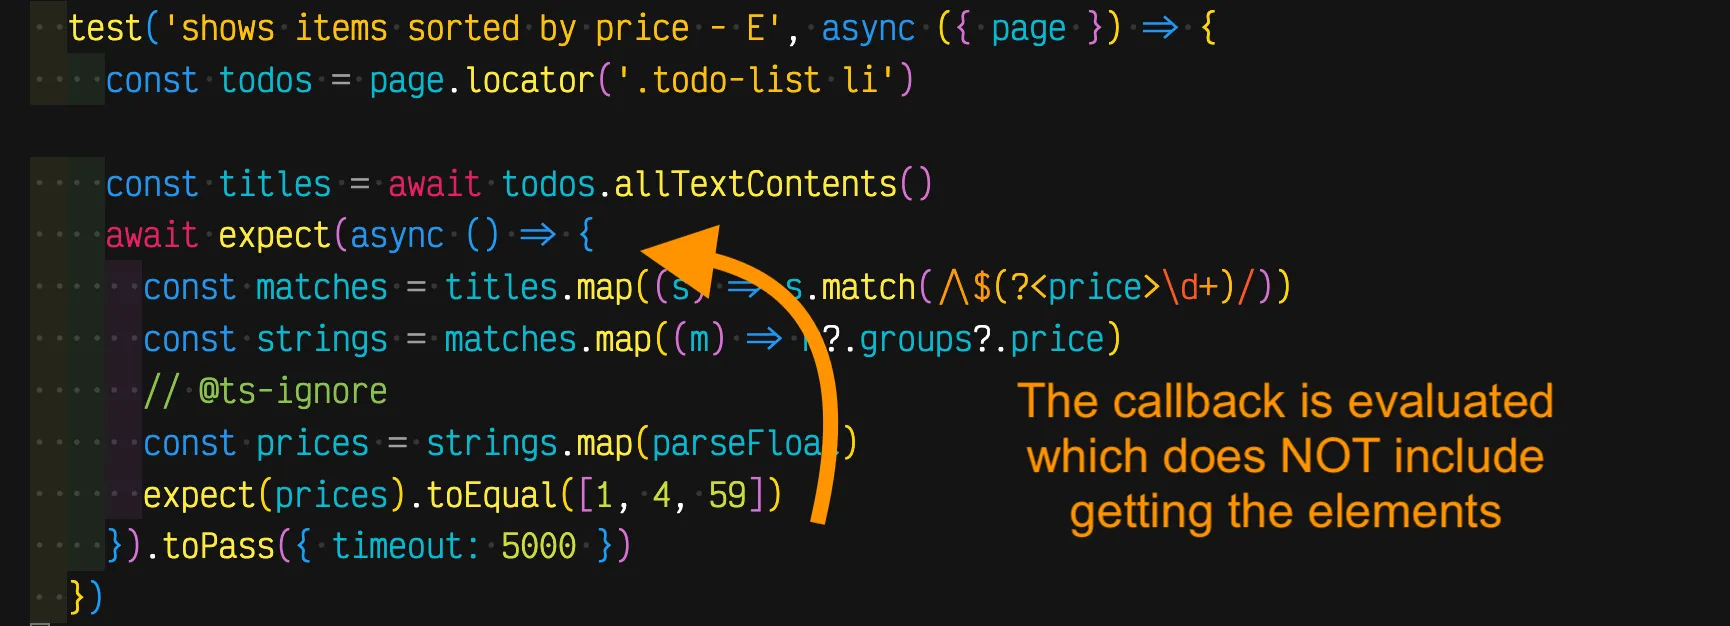 test('shows items sorted by price - E', async ({ page }) => {
const todos = page.locator('.todo-list li')
const titles = await todos.allTextContents()
await expect(async () => {
const matches = titles.map((s) => s.match(/\$(?<price>\d+)/))
const strings = matches.map((m) => ?.groups?.price)
// @ts-ignore
const prices = strings.map(parseFloa )
expect(prices).toEqual([1, 4, 59])
}).toPass({ timeout: 5000 })
})
The callback is evaluated
which does NOT include
getting the elements